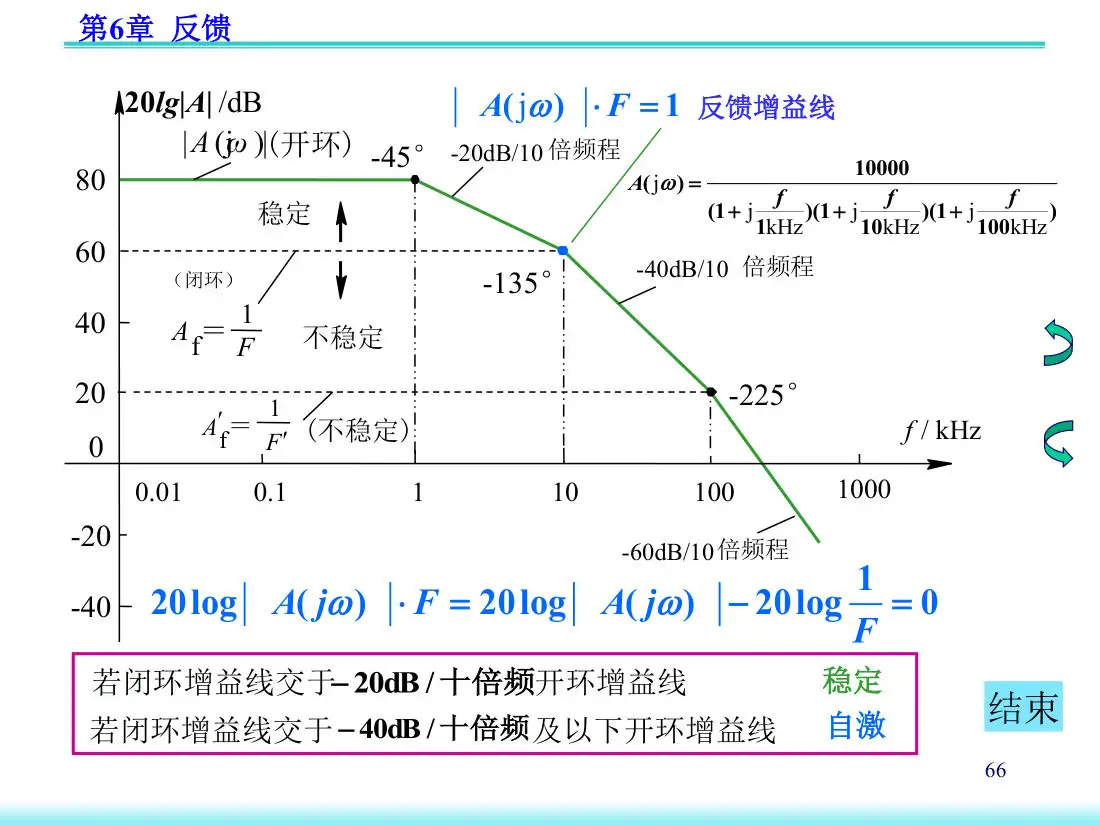 第6章 反馈
20lg|A| /dB
| A(jω) |·F=1 反馈增益线
|A(jω)|(开环)
-45°
-20dB/10 倍频程
A(jω)= 10000 / (1+j f/1kHz)(1+j f/10kHz)(1+j f/100kHz)
80
稳定
60
(闭环)
-135°
-40dB/10 倍频程
A_f = 1/F
40
不稳定
20
-225°
A′_f = 1/F′ (不稳定)
f / kHz
0
0.01 0.1 1 10 100 1000
-20
-60dB/10 倍频程
-40
20log| A(jω) |·F=20log| A(jω) |−20log 1/F =0
若闭环增益线交于−20dB/十倍频开环增益线 稳定
若闭环增益线交于−40dB/十倍频及以下开环增益线 自激
结束
66